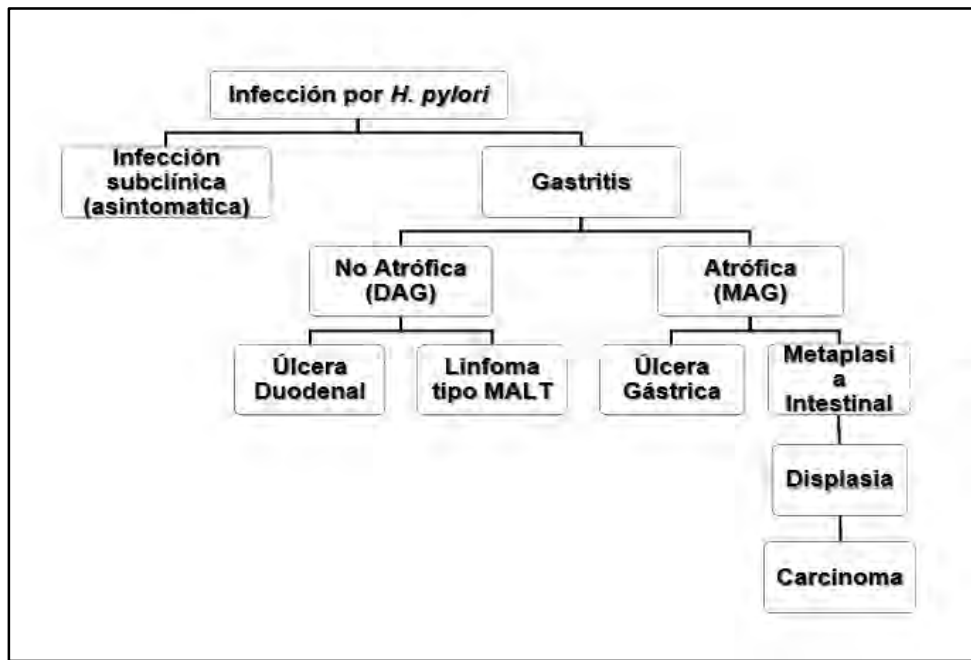 Infección por H. pylori
Infección
subclínica
(asintomatica)
Gastritis
No Atrófica
(DAG)
Atrófica
(MAG)
Úlcera
Duodenal
Linfoma
tipo MALT
Úlcera
Gástrica
Metaplasi
a
Intestinal
Displasia
Carcinoma